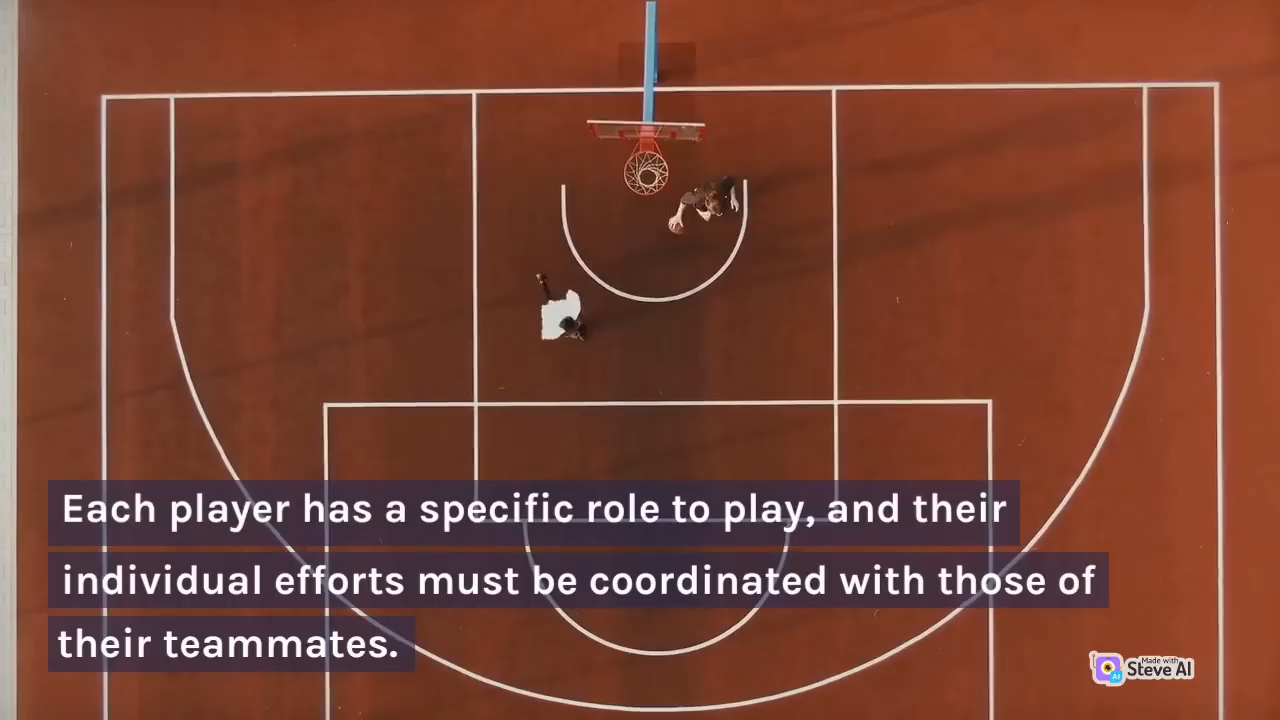 Each player has a specific role to play, and their
individual efforts must be coordinated with those of
their teammates.
Made with
Steve AI
AI